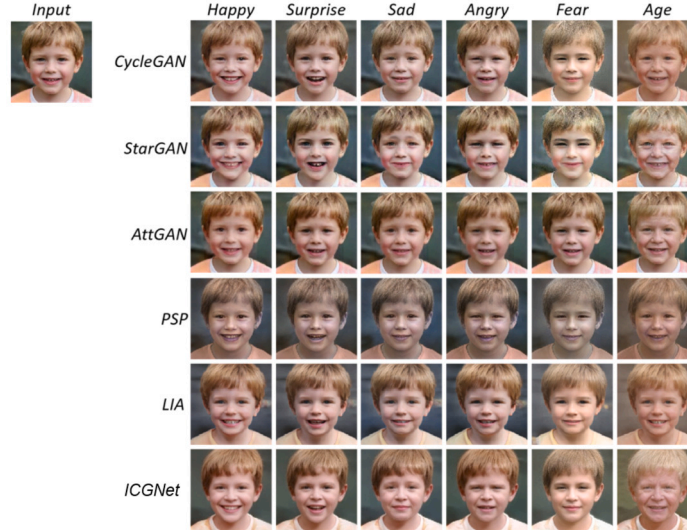 Input Happy Surprise Sad Angry Fear Age
CycleGAN
StarGAN
AttGAN
PSP
LIA
ICGNet